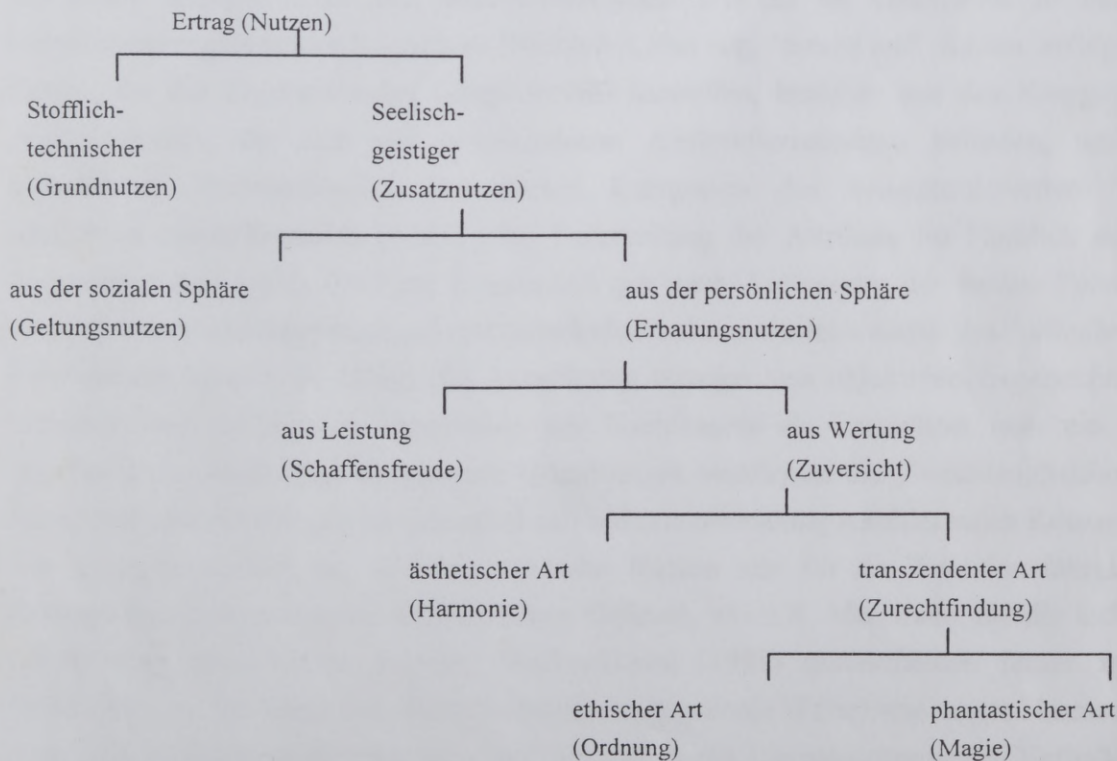 Ertrag (Nutzen)
Stofflich-
technischer
(Grundnutzen)
Seelisch-
geistiger
(Zusatznutzen)
aus der sozialen Sphäre
(Geltungsnutzen)
aus der persönlichen Sphäre
(Erbauungsnutzen)
aus Leistung
(Schaffensfreude)
aus Wertung
(Zuversicht)
ästhetischer Art
(Harmonie)
transzendenter Art
(Zurechtfindung)
ethischer Art
(Ordnung)
phantastischer Art
(Magie)